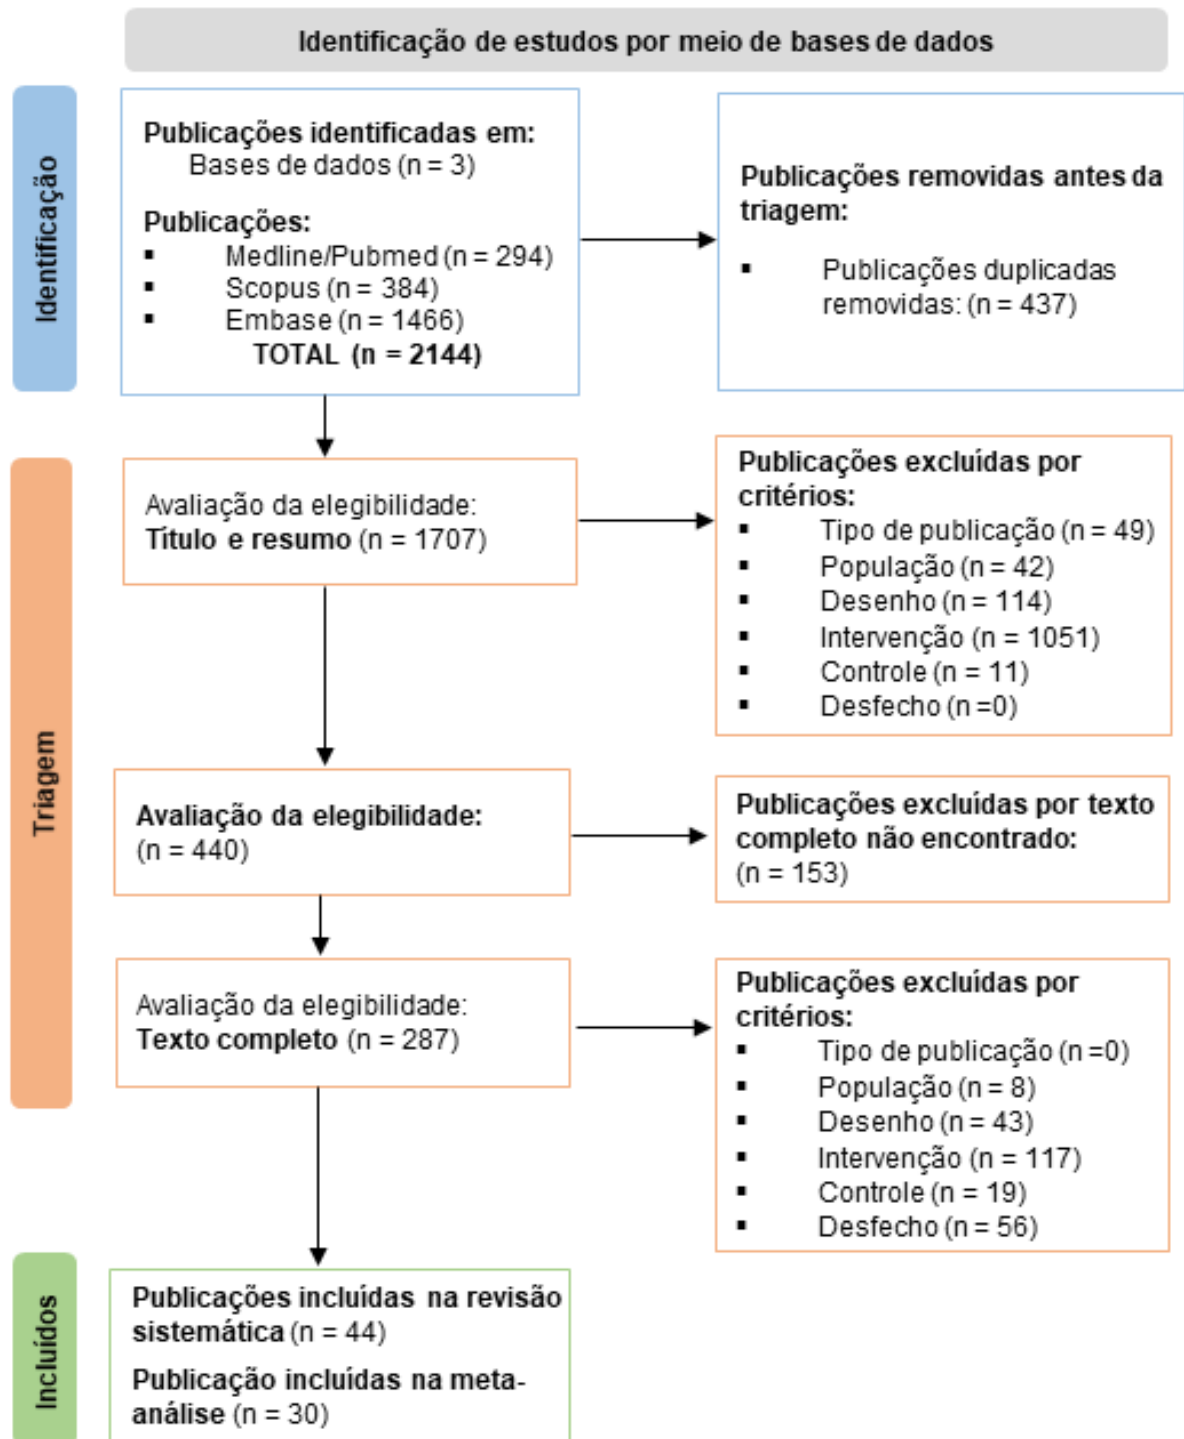 Identificação de estudos por meio de bases de dados
Identificação
Publicações identificadas em:
Bases de dados (n = 3)
Publicações:
▪ Medline/Pubmed (n = 294)
▪ Scopus (n = 384)
▪ Embase (n = 1466)
TOTAL (n = 2144)
Publicações removidas antes da
triagem:
▪ Publicações duplicadas
removidas: (n = 437)
Triagem
Avaliação da elegibilidade:
Título e resumo (n = 1707)
Publicações excluídas por
critérios:
▪ Tipo de publicação (n = 49)
▪ População (n = 42)
▪ Desenho (n = 114)
▪ Intervenção (n = 1051)
▪ Controle (n = 11)
▪ Desfecho (n =0)
Avaliação da elegibilidade:
(n = 440)
Publicações excluídas por texto
completo não encontrado:
(n = 153)
Avaliação da elegibilidade:
Texto completo (n = 287)
Publicações excluídas por
critérios:
▪ Tipo de publicação (n =0)
▪ População (n = 8)
▪ Desenho (n = 43)
▪ Intervenção (n = 117)
▪ Controle (n = 19)
▪ Desfecho (n = 56)
Incluídos
Publicações incluídas na revisão
sistemática (n = 44)
Publicação incluídas na meta-
análise (n = 30)